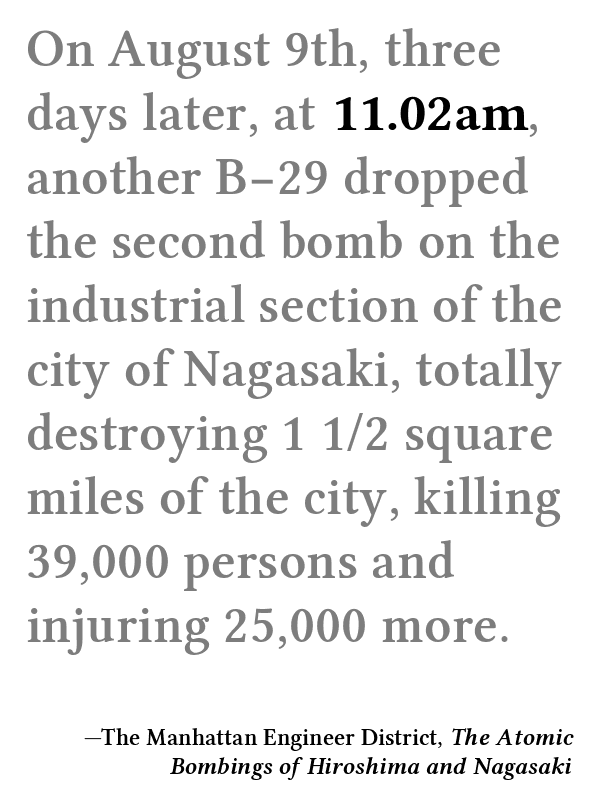 On August 9th, three
days later, at 11.02am,
another B–29 dropped
the second bomb on the
industrial section of the
city of Nagasaki, totally
destroying 1 1/2 square
miles of the city, killing
39,000 persons and
injuring 25,000 more.
—The Manhattan Engineer District, The Atomic
Bombings of Hiroshima and Nagasaki